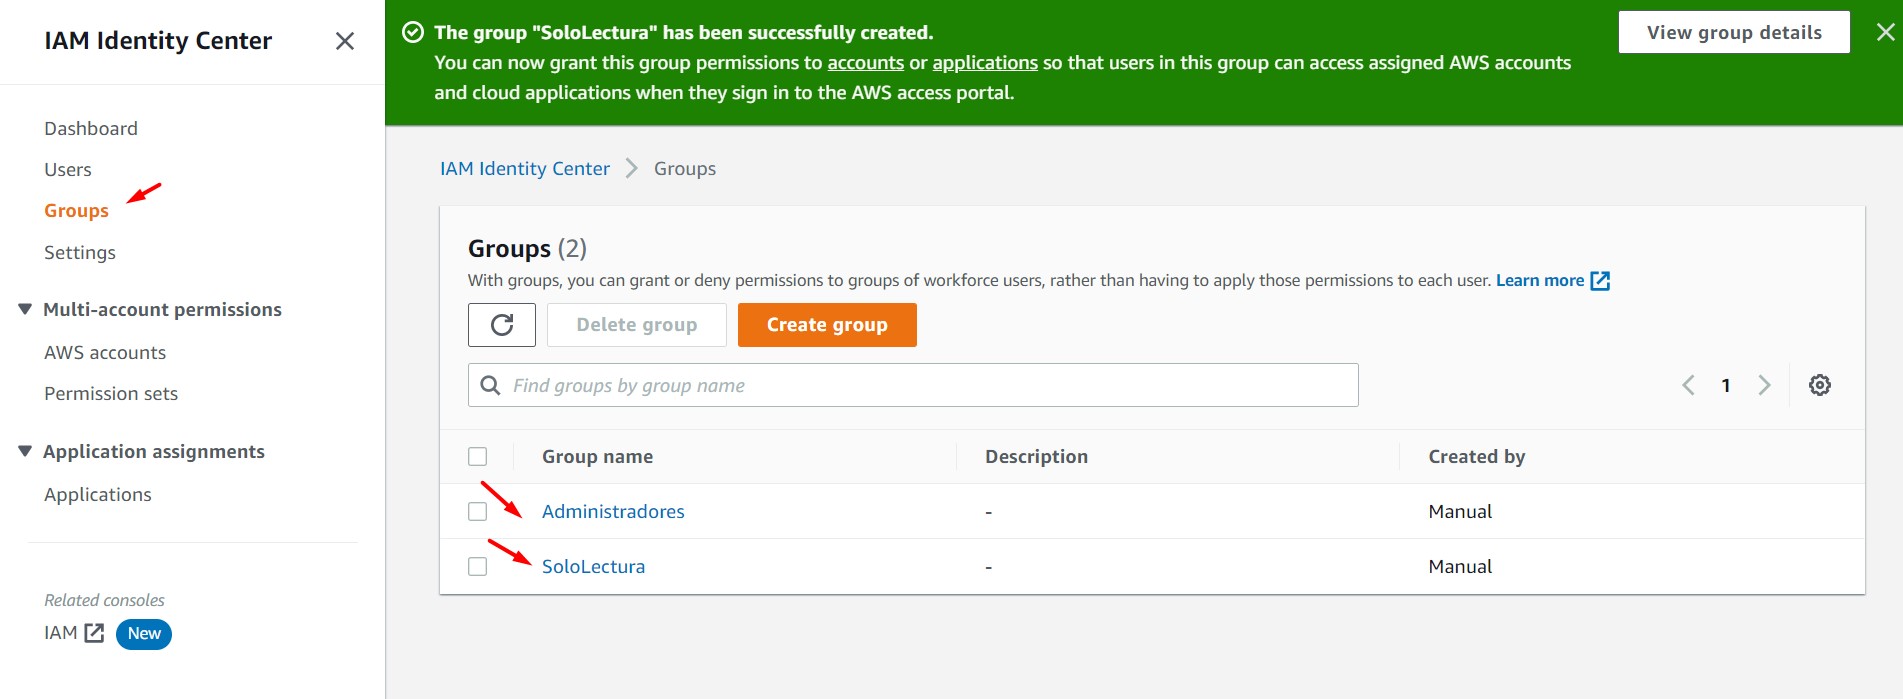 IAM Identity Center
Dashboard
Users
Groups
Settings
Multi-account permissions
AWS accounts
Permission sets
Application assignments
Applications
Related consoles
IAM New
The group "SoloLectura" has been successfully created.
You can now grant this group permissions to accounts or applications so that users in this group can access assigned AWS accounts
and cloud applications when they sign in to the AWS access portal.
View group details
IAM Identity Center Groups
Groups (2)
With groups, you can grant or deny permissions to groups of workforce users, rather than having to apply those permissions to each user. Learn more
Delete group Create group
Find groups by group name 1
Group name Description Created by
Administradores - Manual
SoloLectura - Manual